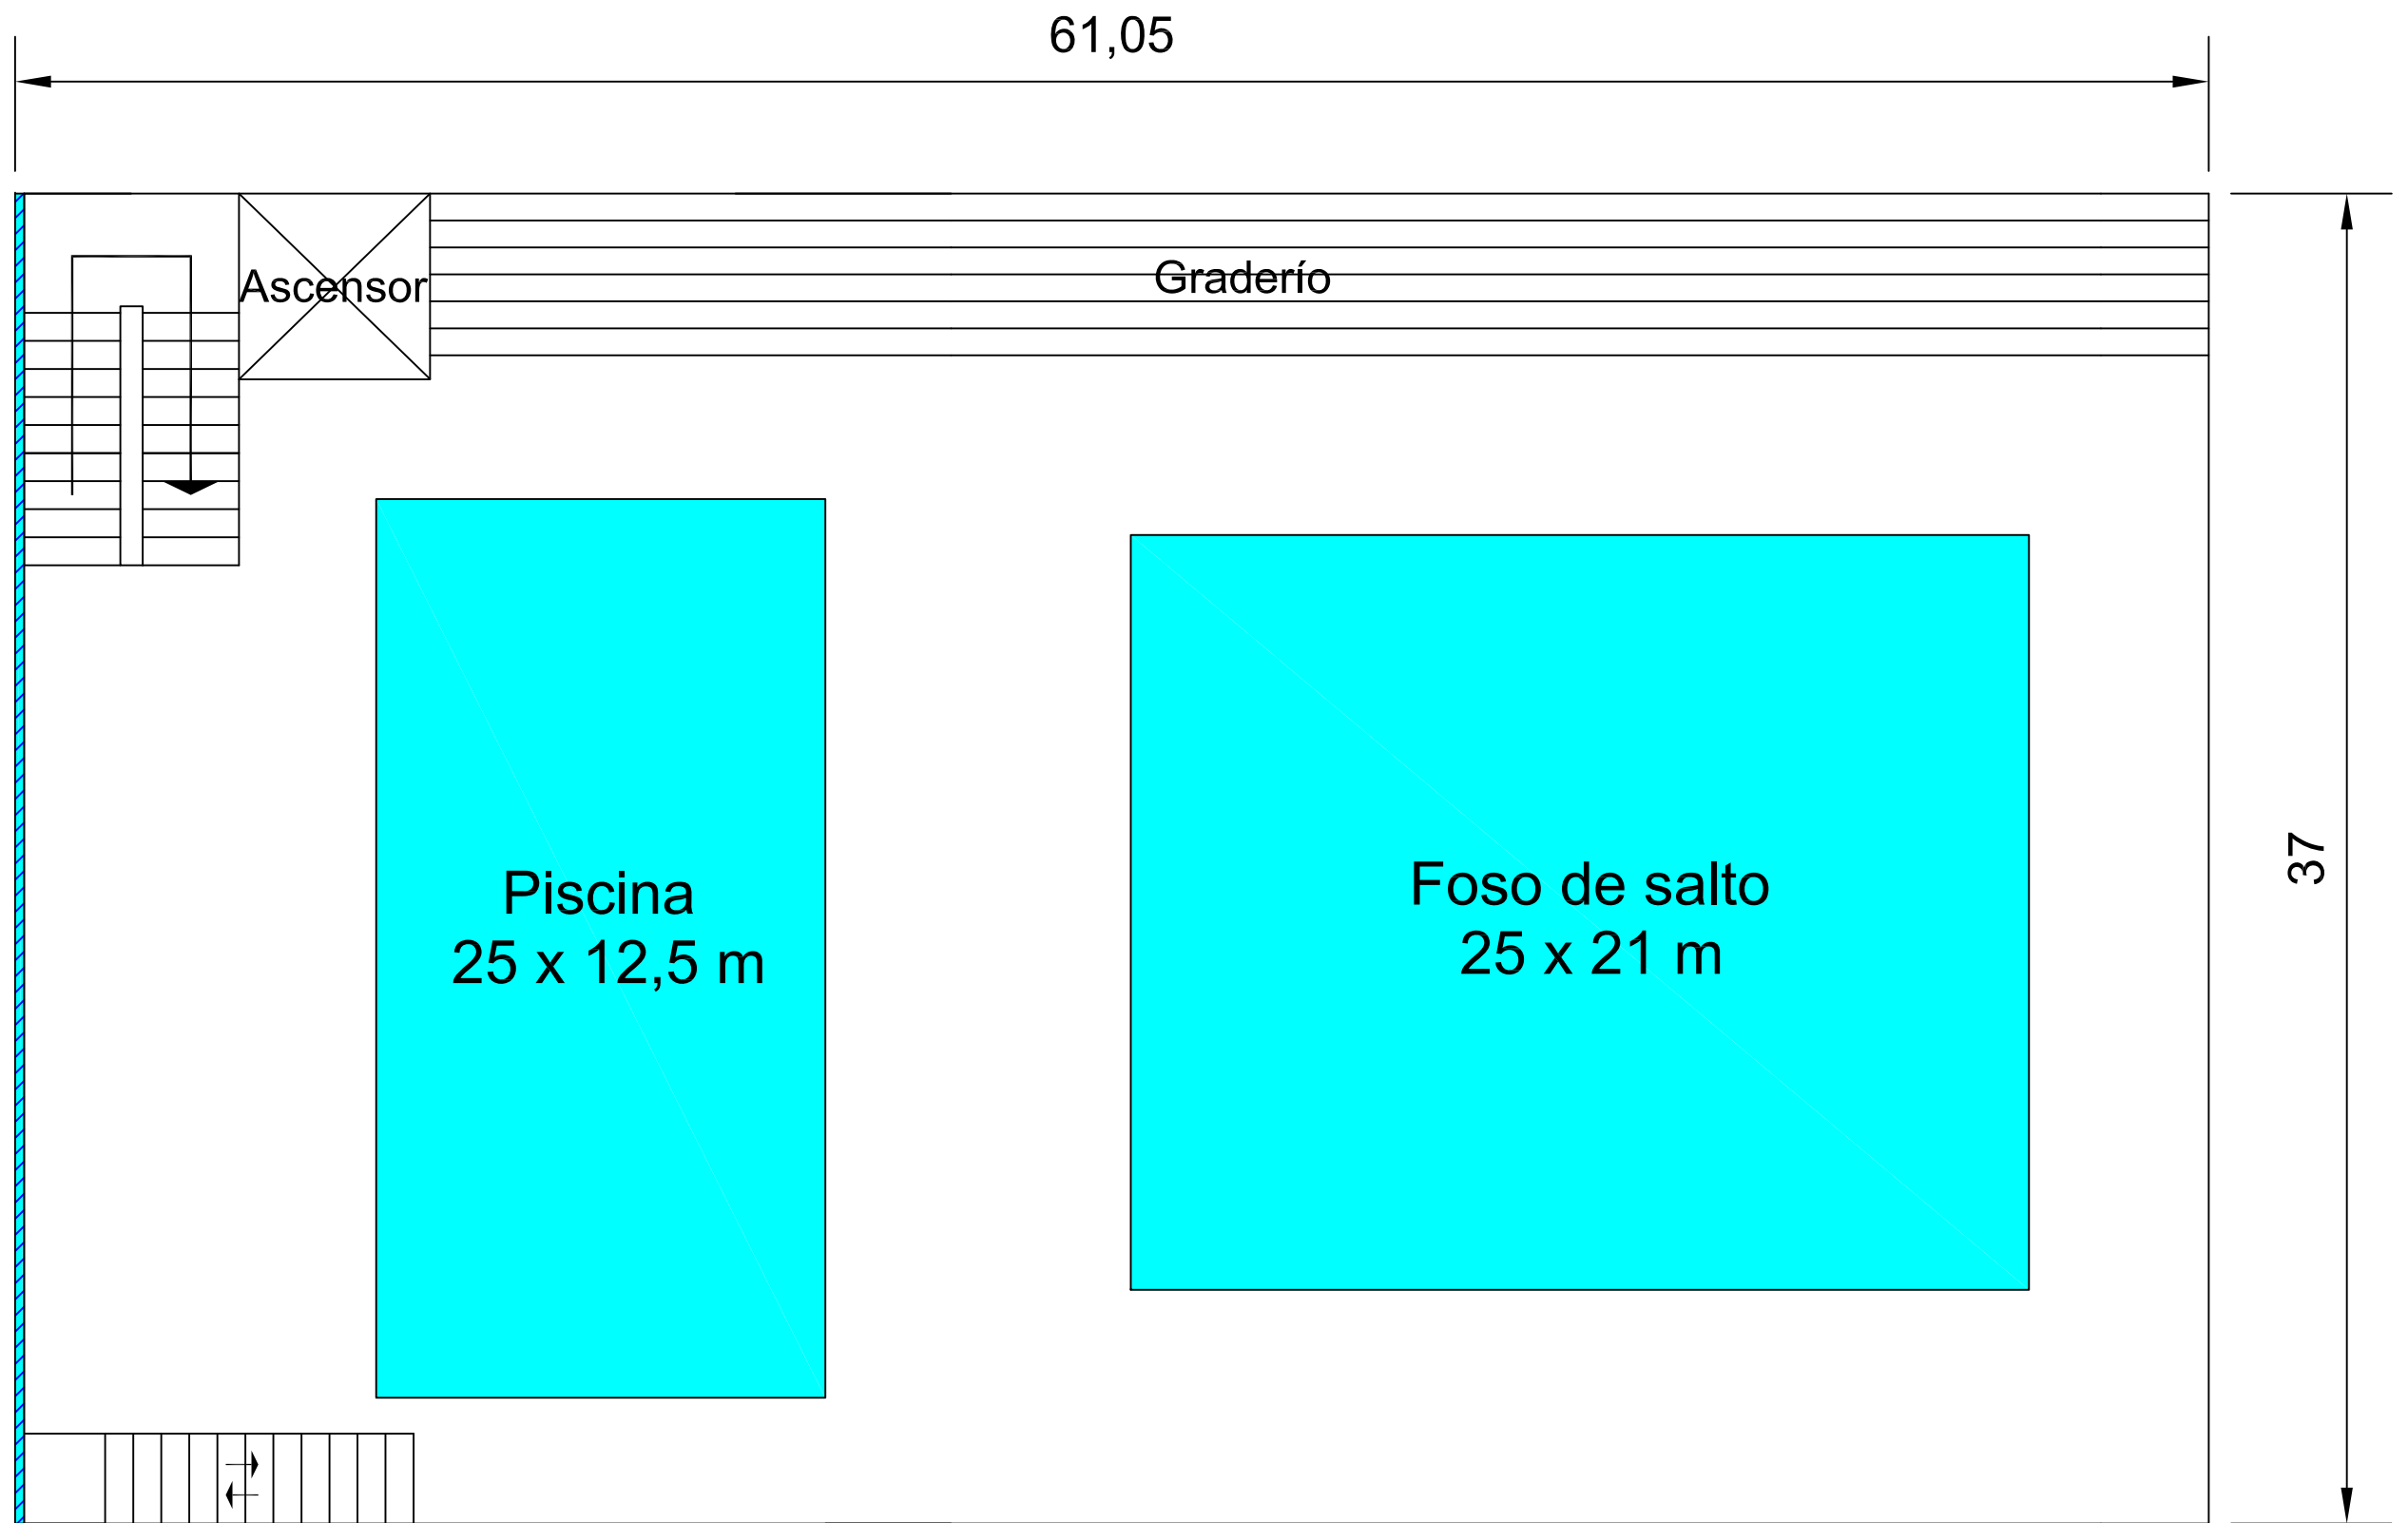 61,05
Ascensor
Graderío
37
Piscina
25 x 12,5 m
Foso de salto
25 x 21 m